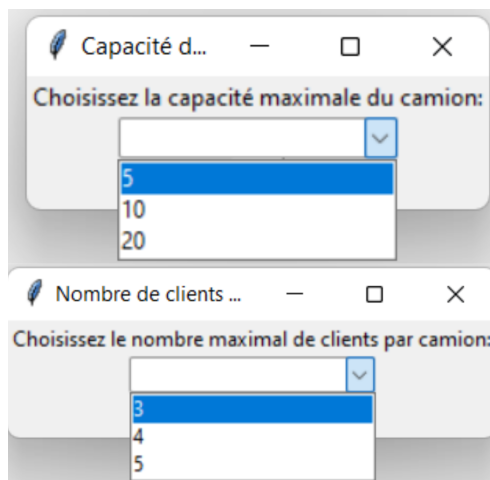 Capacité d...
Choisissez la capacité maximale du camion:
5
10
20
Nombre de clients ...
Choisissez le nombre maximal de clients par camion:
3
4
5